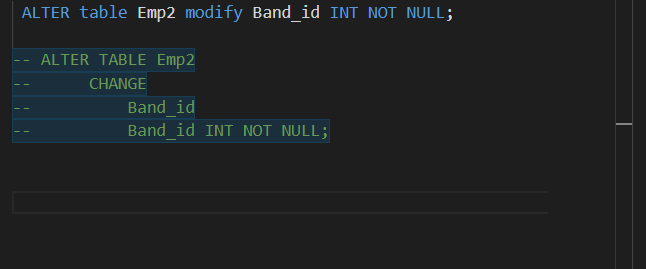 ALTER table Emp2 modify Band_id INT NOT NULL;
-- ALTER TABLE Emp2
--      CHANGE
--          Band_id
--          Band_id INT NOT NULL;